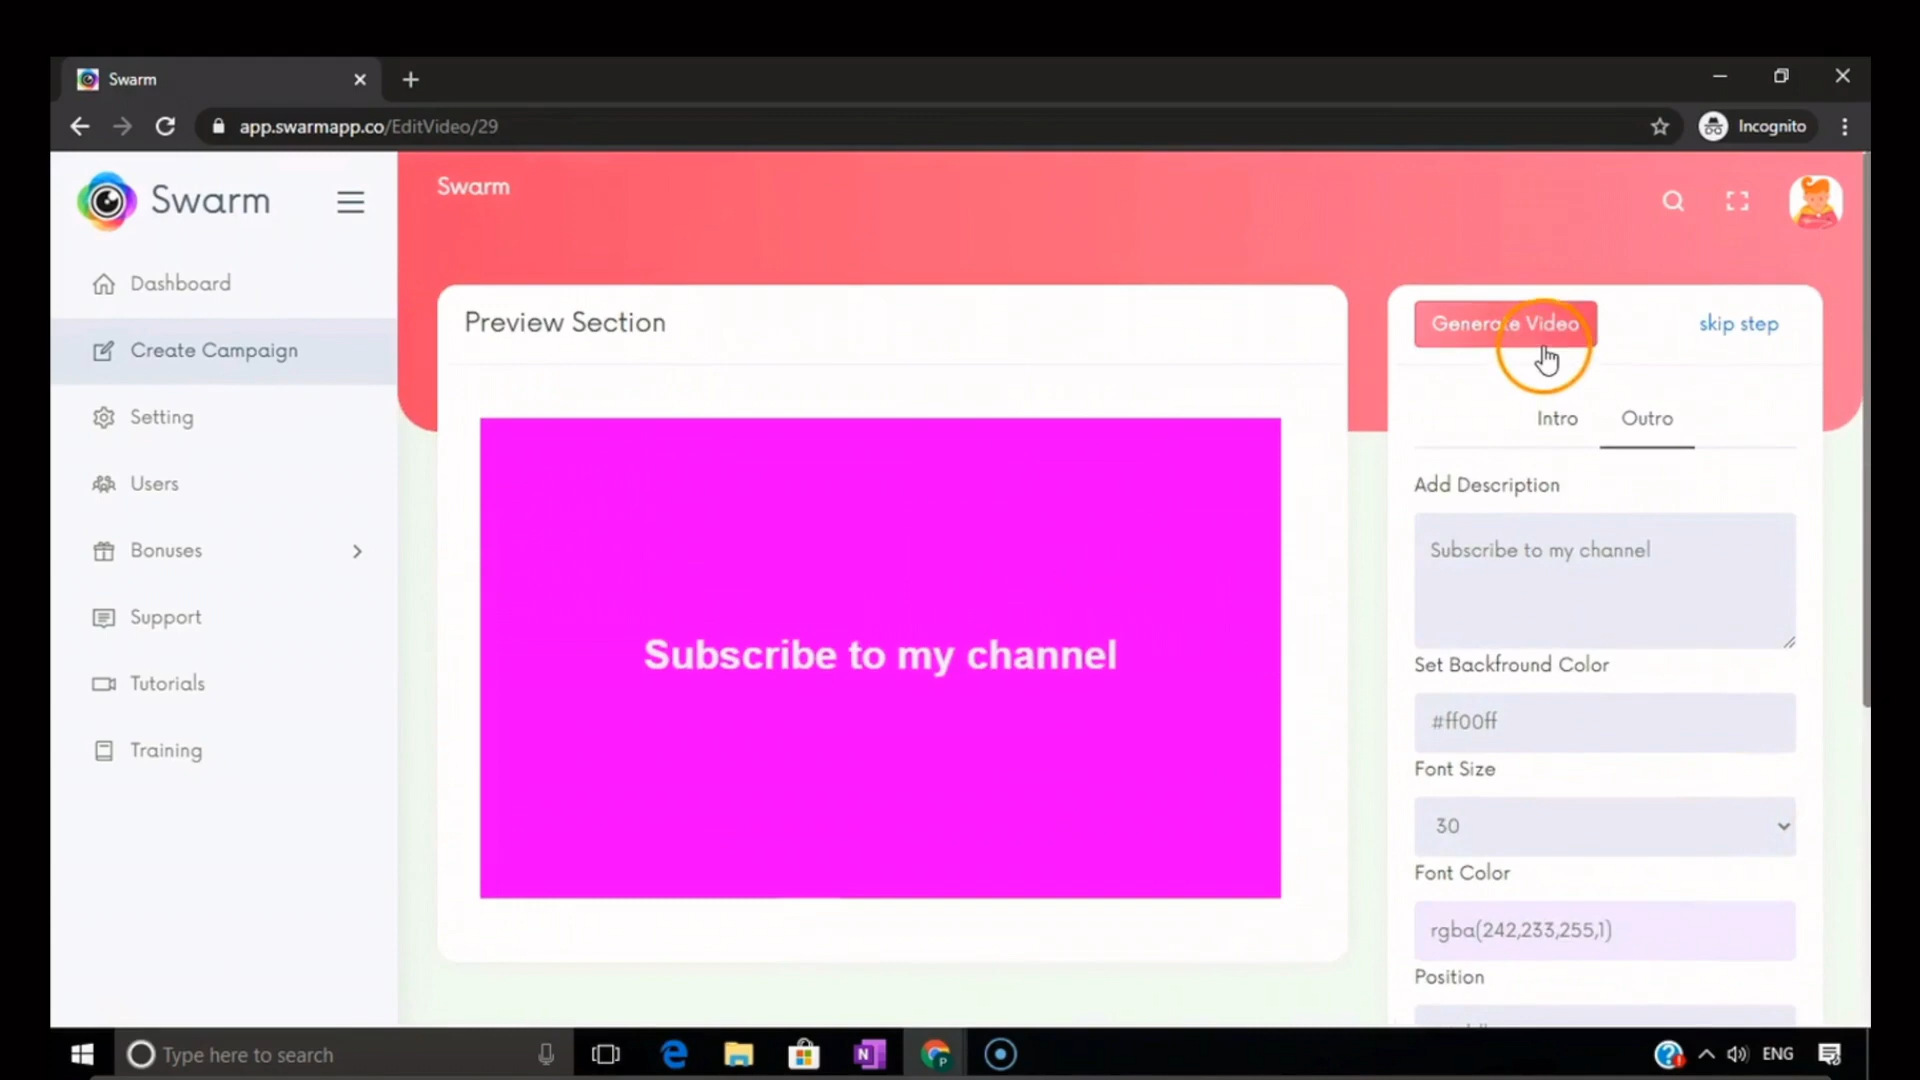 Swarm
app.swarmapp.co/EditVideo/29
Incognito
Swarm
Swarm
Dashboard
Create Campaign
Setting
Users
Bonuses
Support
Tutorials
Training
Preview Section
Subscribe to my channel
Generate Video
skip step
Intro
Outro
Add Description
Subscribe to my channel
Set Backfround Color
#ff00ff
Font Size
30
Font Color
rgba(242,233,255,1)
Position
Type here to search
ENG